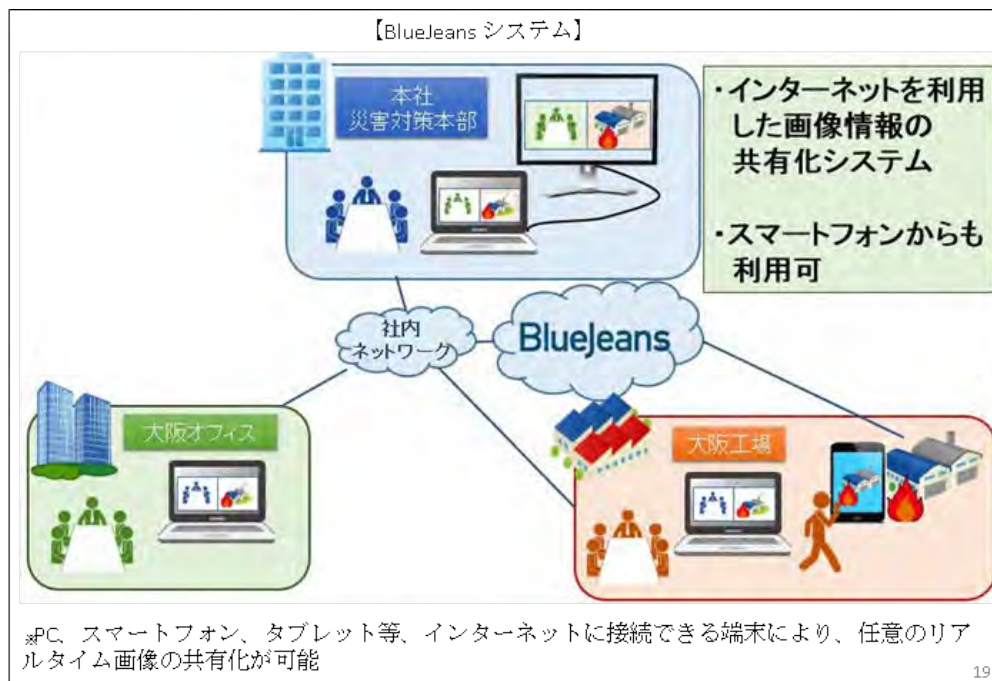 【BlueJeans システム】
本社
災害対策本部
・インターネットを利用
した画像情報の
共有化システム
・スマートフォンからも
利用可
社内
ネットワーク
BlueJeans
大阪オフィス
大阪工場
※PC、スマートフォン、タブレット等、インターネットに接続できる端末により、任意のリア
ルタイム画像の共有化が可能
19